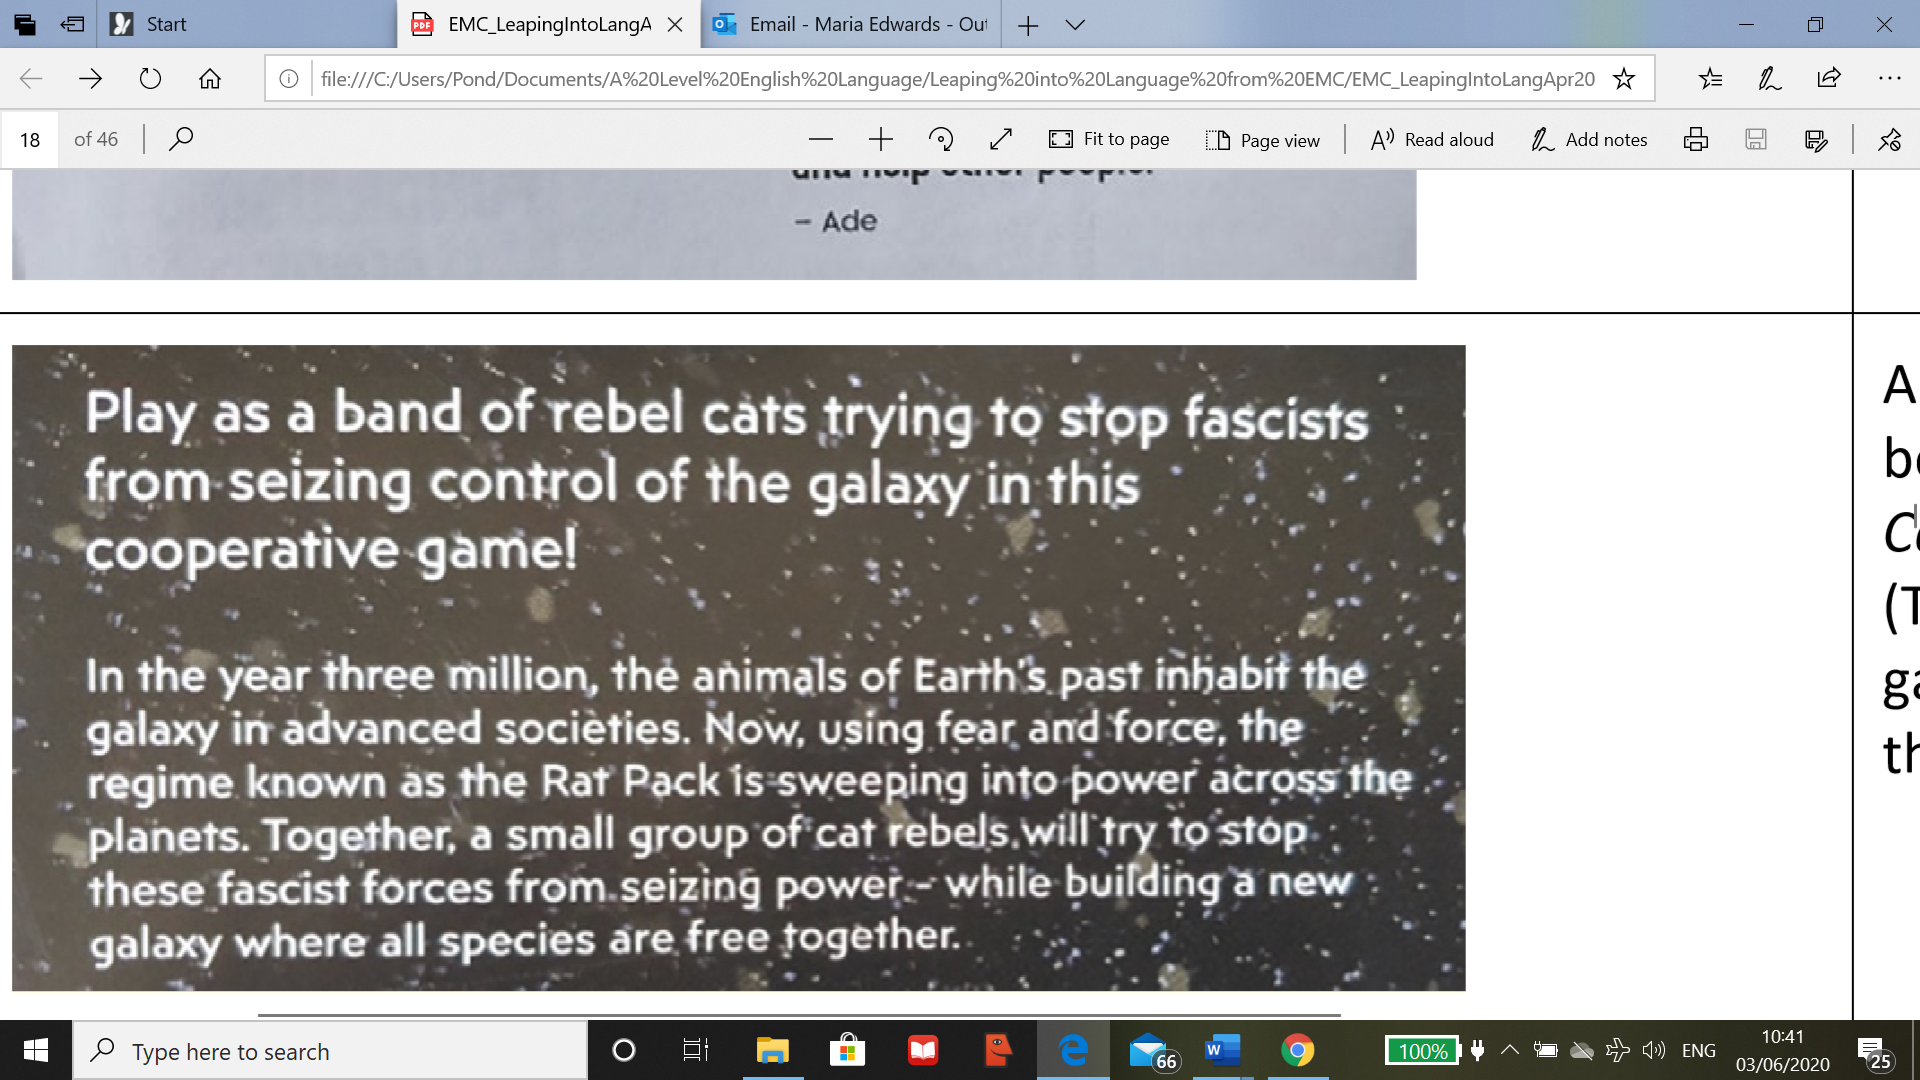 Start
EMC_LeapingIntoLangA
Email - Maria Edwards - Out
file:///C:/Users/Pond/Documents/A%20Level%20English%20Language/Leaping%20into%20Language%20from%20EMC/EMC_LeapingIntoLangApr20
18 of 46
Fit to page
Page view
Read aloud
Add notes
and help other people.
– Ade
Play as a band of rebel cats trying to stop fascists
from seizing control of the galaxy in this
cooperative game!
In the year three million, the animals of Earth's past inhabit the
galaxy in advanced societies. Now, using fear and force, the
regime known as the Rat Pack is sweeping into power across the
planets. Together, a small group of cat rebels will try to stop
these fascist forces from seizing power – while building a new
galaxy where all species are free together.
A
(T
Type here to search
66
100%
ENG
10:41
03/06/2020
25